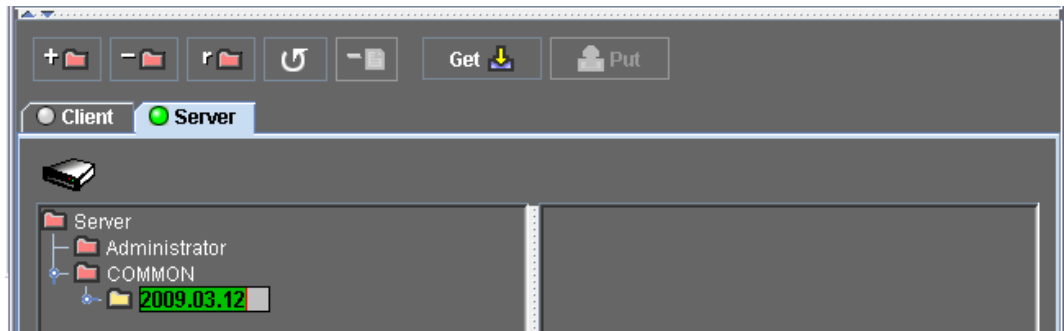 + - r - Get Put
Client Server
Server
Administrator
COMMON
2009.03.12